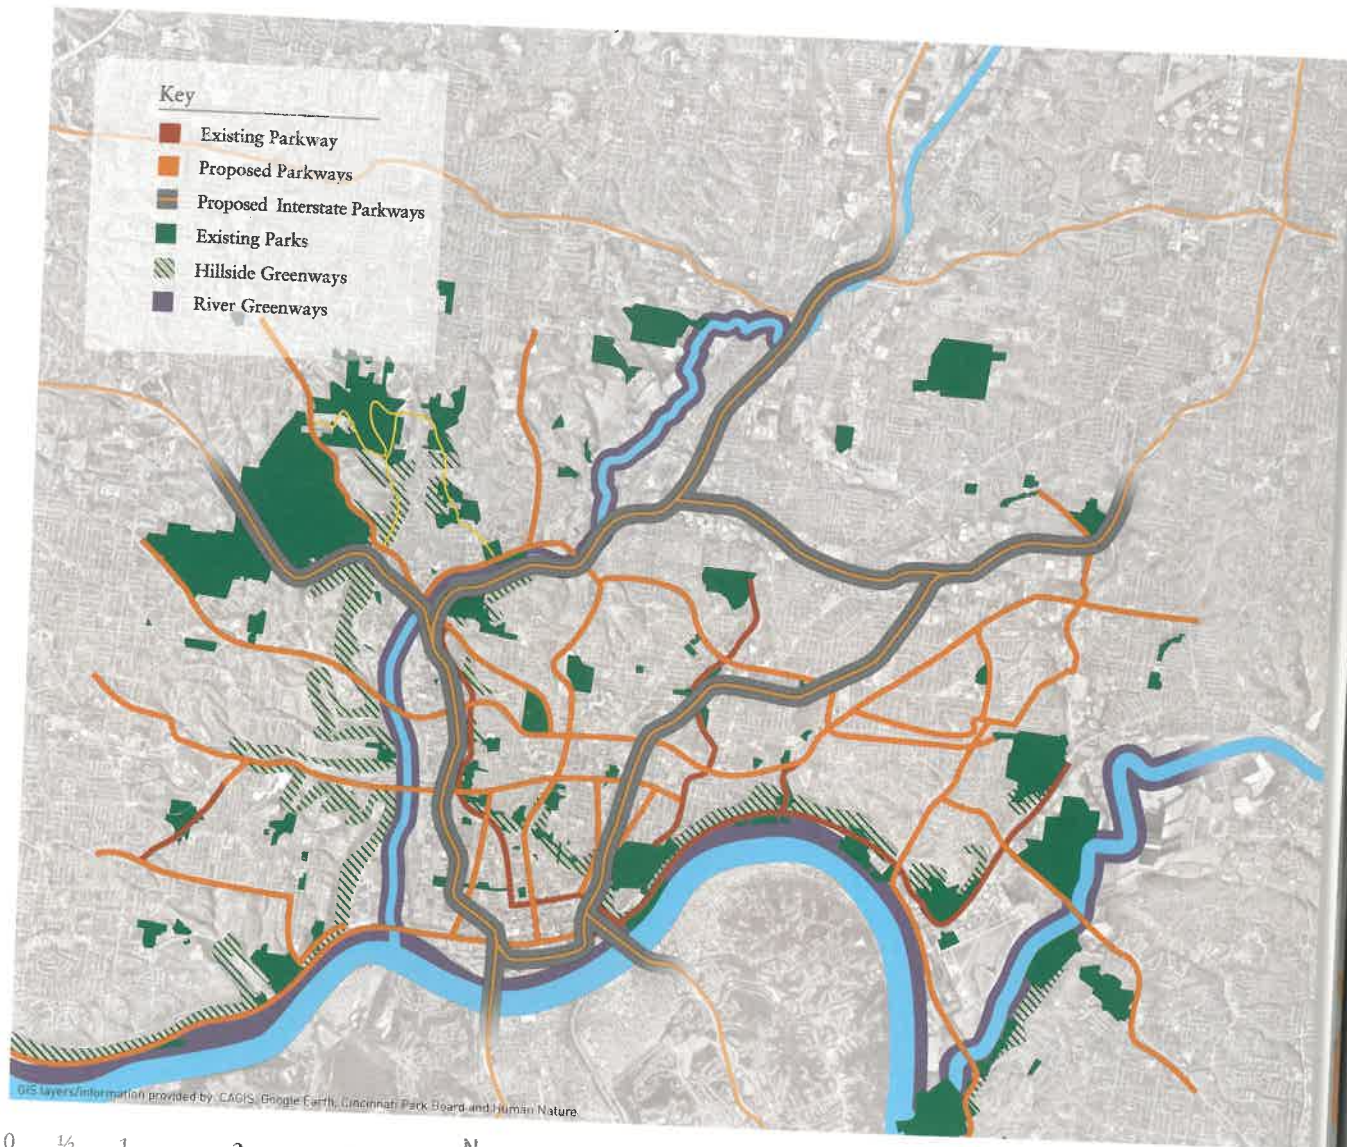 Key
Existing Parkway
Proposed Parkways
Proposed Interstate Parkways
Existing Parks
Hillside Greenways
River Greenways
GIS layers/information provided by: CAGIS, Google Earth, Cincinnati Park Board and Human Nature.
0 ½ 1 2 N